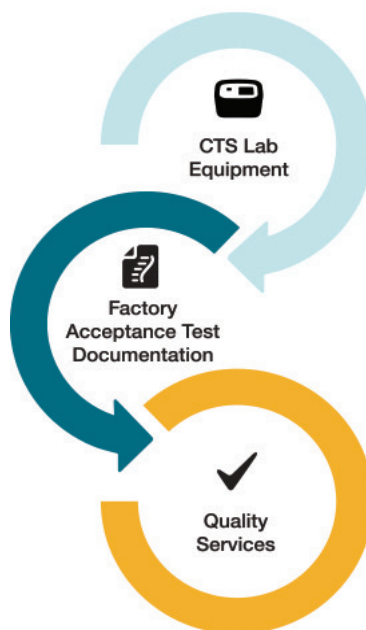 CTS Lab
Equipment
Factory
Acceptance Test
Documentation
Quality
Services